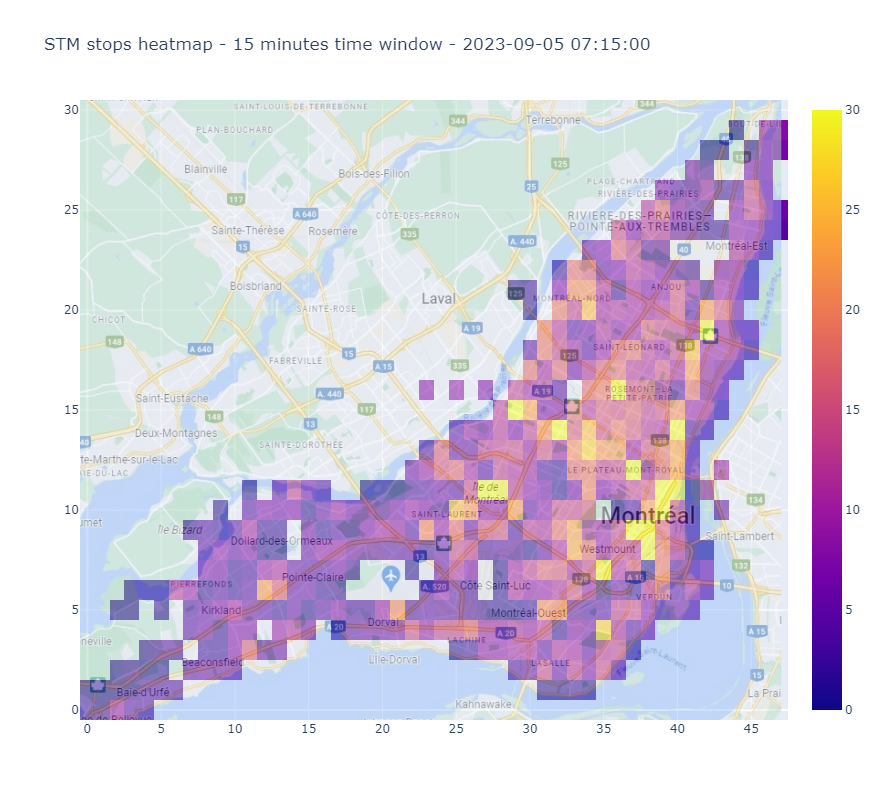 STM stops heatmap - 15 minutes time window - 2023-09-05 07:15:00
30
25
20
15
10
5
0
0
5
10
15
20
25
30
35
40
45
30
25
20
15
10
5
0
SAINT-LOUIS-DE-TERREBONNE
344
344
Terrebonne
PLAN-BOUCHARD
40
138
125
Blainville
Bois-des-Filion
25
PLAGE-CHARTRAND
RIVIÈRE-DES-PRAIRIES
117
A 640
CÔTE-DES-PERRON
RIVIÈRE-DES-PRAIRIES—
POINTE-AUX-TREMBLES
Sainte-Thérèse
Rosemère
335
A. 440
15
40
Montréal-Est
Boisbriand
ANJOU
125
Laval
MONTRÉAL-NORD
SAINTE-ROSE
CHICOT
A 19
148
A 640
15
SAINT-LÉONARD
138
125
FABREVILLE
A 15
335
Sainte-Eustache
A. 440
A 19
ROSEMONT–LA
PETITE-PATRIE
148
117
13
Deux-Montagnes
40
SAINTE-DOROTHÉE
138
te-Marthe-sur-le-Lac
LE PLATEAU-MONT-ROYAL
Île de
Montréal
134
SAINT-LAURENT
Montréal
Île Bizard
Dollard-des-Ormeaux
Saint-Lambert
Westmount
13
132
Pointe-Claire
PIERREFONDS
A. 520
Côte Saint-Luc
138
A 15
10
VERDUN
Kirkland
Montréal-Ouest
Dorval
A 20
A 20
A 15
LACHINE
L'Île-Dorval
Beaconsfield
LASALLE
15
Baie-d'Urfé
La Prai
Kahnawake